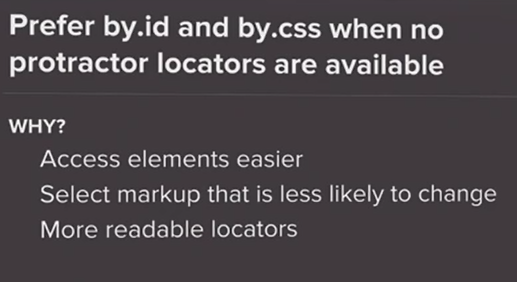 Prefer by.id and by.css when no
protractor locators are available
WHY?
Access elements easier
Select markup that is less likely to change
More readable locators